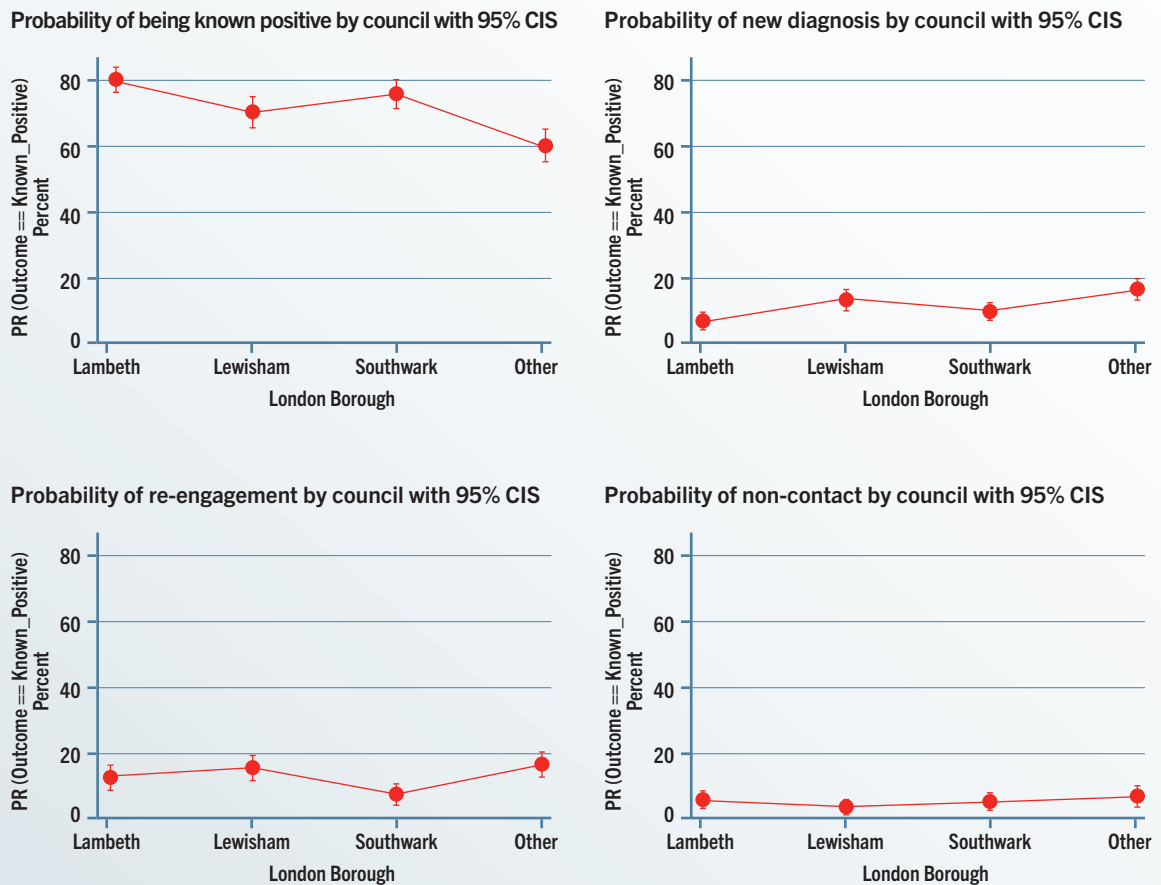 Probability of being known positive by council with 95% CIS
PR (Outcome == Known_Positive)
Percent
80
60
40
20
0
Lambeth Lewisham Southwark Other
London Borough
Probability of new diagnosis by council with 95% CIS
PR (Outcome == Known_Positive)
Percent
80
60
40
20
0
Lambeth Lewisham Southwark Other
London Borough
Probability of re-engagement by council with 95% CIS
PR (Outcome == Known_Positive)
Percent
80
60
40
20
0
Lambeth Lewisham Southwark Other
London Borough
Probability of non-contact by council with 95% CIS
PR (Outcome == Known_Positive)
Percent
80
60
40
20
0
Lambeth Lewisham Southwark Other
London Borough